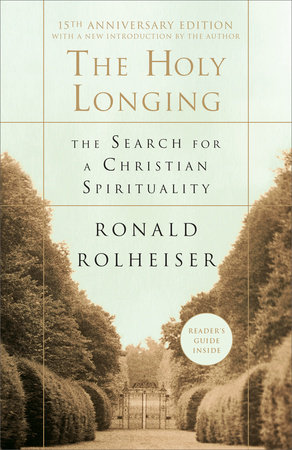 15TH ANNIVERSARY EDITION
WITH A NEW INTRODUCTION BY THE AUTHOR
THE HOLY
LONGING
THE SEARCH FOR
A CHRISTIAN
SPIRITUALITY
RONALD
ROLHEISER
READER'S
GUIDE
INSIDE